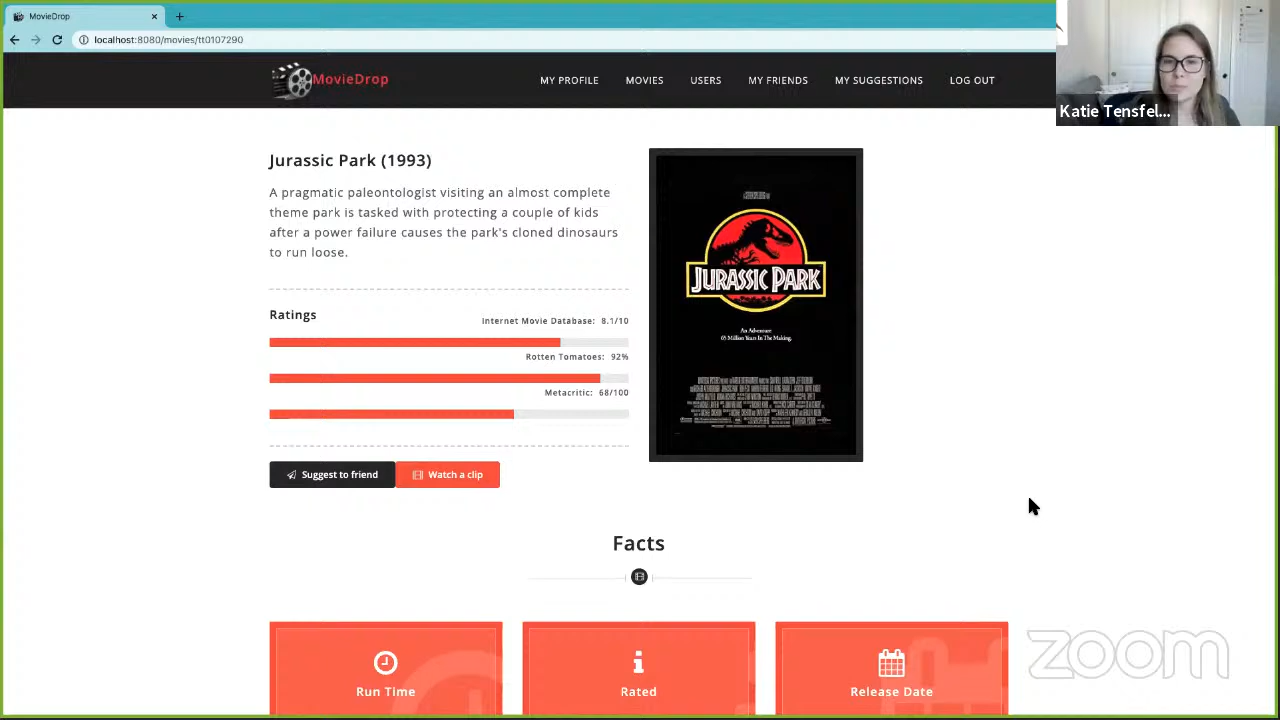 MovieDrop
localhost:8080/movies/tt0107290
MovieDrop
MY PROFILE
MOVIES
USERS
MY FRIENDS
MY SUGGESTIONS
LOG OUT
Katie Tensfel...
Jurassic Park (1993)
A pragmatic paleontologist visiting an almost complete
theme park is tasked with protecting a couple of kids
after a power failure causes the park's cloned dinosaurs
to run loose.
Ratings
Internet Movie Database: 8.1/10
Rotten Tomatoes: 92%
Metacritic: 68/100
Suggest to friend
Watch a clip
JURASSIC PARK
An Adventure
65 Million Years In The Making.
Facts
Run Time
Rated
Release Date
zoom